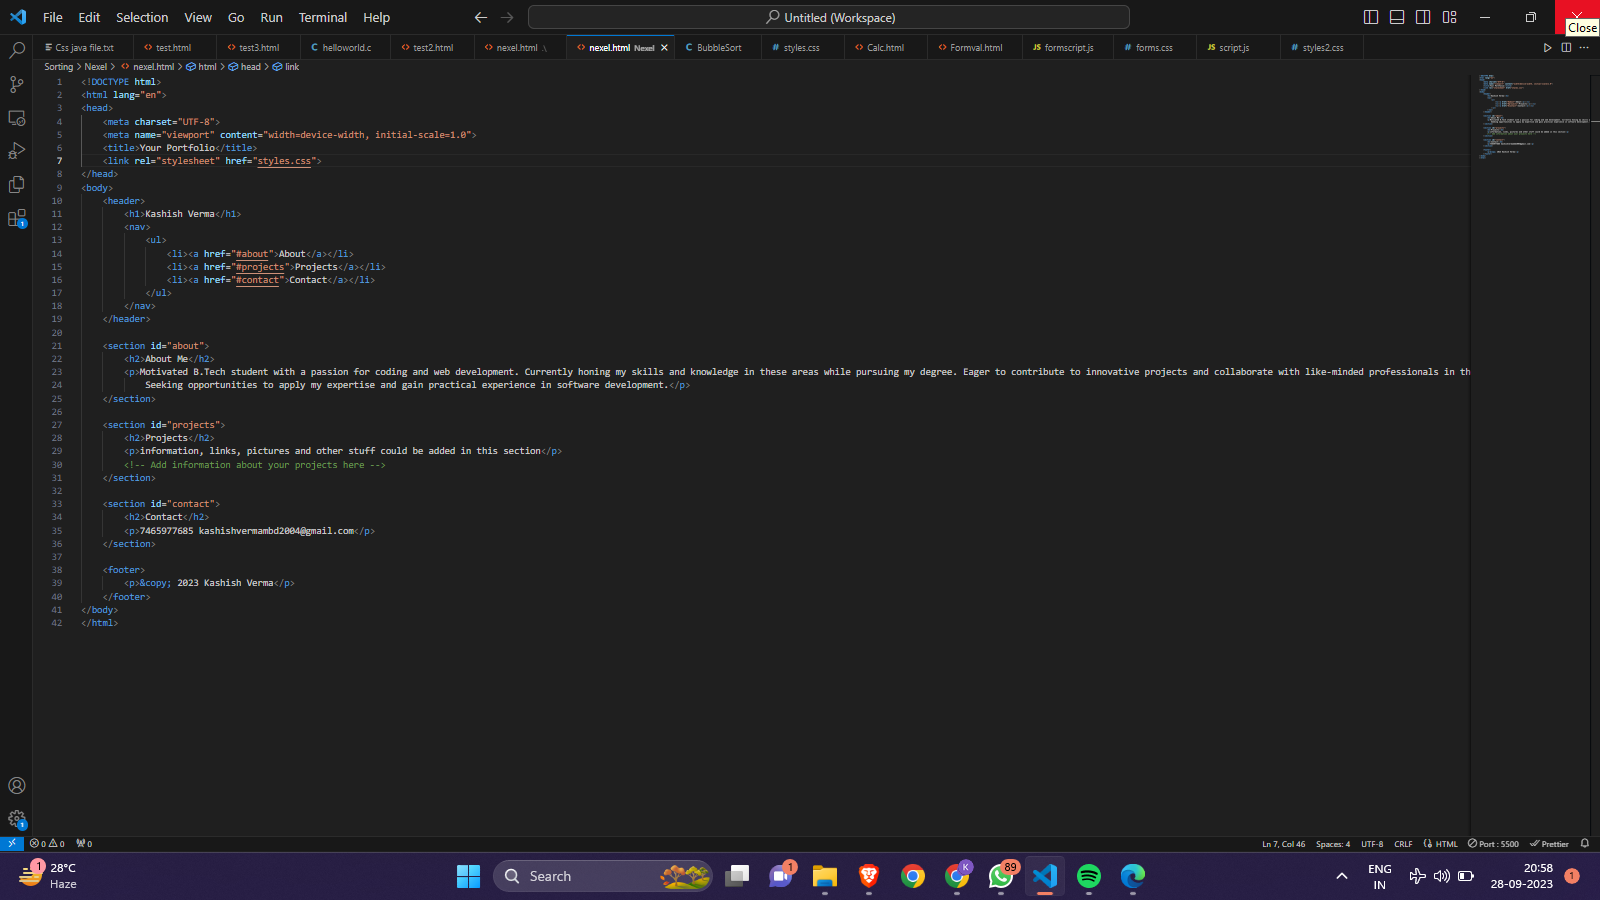 File Edit Selection View Go Run Terminal Help
Untitled (Workspace)
Close
Css java file.txt test.html test3.html helloworld.c test2.html nexel.html .\ nexel.html Nexel BubbleSort styles.css Calc.html Formval.html formscript.js forms.css script.js styles2.css
Sorting > Nexel > nexel.html > html > head > link
1 <!DOCTYPE html>
2 <html lang="en">
3 <head>
4 <meta charset="UTF-8">
5 <meta name="viewport" content="width=device-width, initial-scale=1.0">
6 <title>Your Portfolio</title>
7 <link rel="stylesheet" href="styles.css">
8 </head>
9 <body>
10 <header>
11 <h1>Kashish Verma</h1>
12 <nav>
13 <ul>
14 <li><a href="#about">About</a></li>
15 <li><a href="#projects">Projects</a></li>
16 <li><a href="#contact">Contact</a></li>
17 </ul>
18 </nav>
19 </header>
20
21 <section id="about">
22 <h2>About Me</h2>
23 <p>Motivated B.Tech student with a passion for coding and web development. Currently honing my skills and knowledge in these areas while pursuing my degree. Eager to contribute to innovative projects and collaborate with like-minded professionals in th
24 Seeking opportunities to apply my expertise and gain practical experience in software development.</p>
25 </section>
26
27 <section id="projects">
28 <h2>Projects</h2>
29 <p>information, links, pictures and other stuff could be added in this section</p>
30 <!-- Add information about your projects here -->
31 </section>
32
33 <section id="contact">
34 <h2>Contact</h2>
35 <p>7465977685 kashishvermambd2004@gmail.com</p>
36 </section>
37
38 <footer>
39 <p>&copy; 2023 Kashish Verma</p>
40 </footer>
41 </body>
42 </html>
0 0 0 Ln 7, Col 46 Spaces: 4 UTF-8 CRLF HTML Port : 5500 Prettier
28°C
Haze
Search
1
89
ENG
IN
20:58
28-09-2023
1